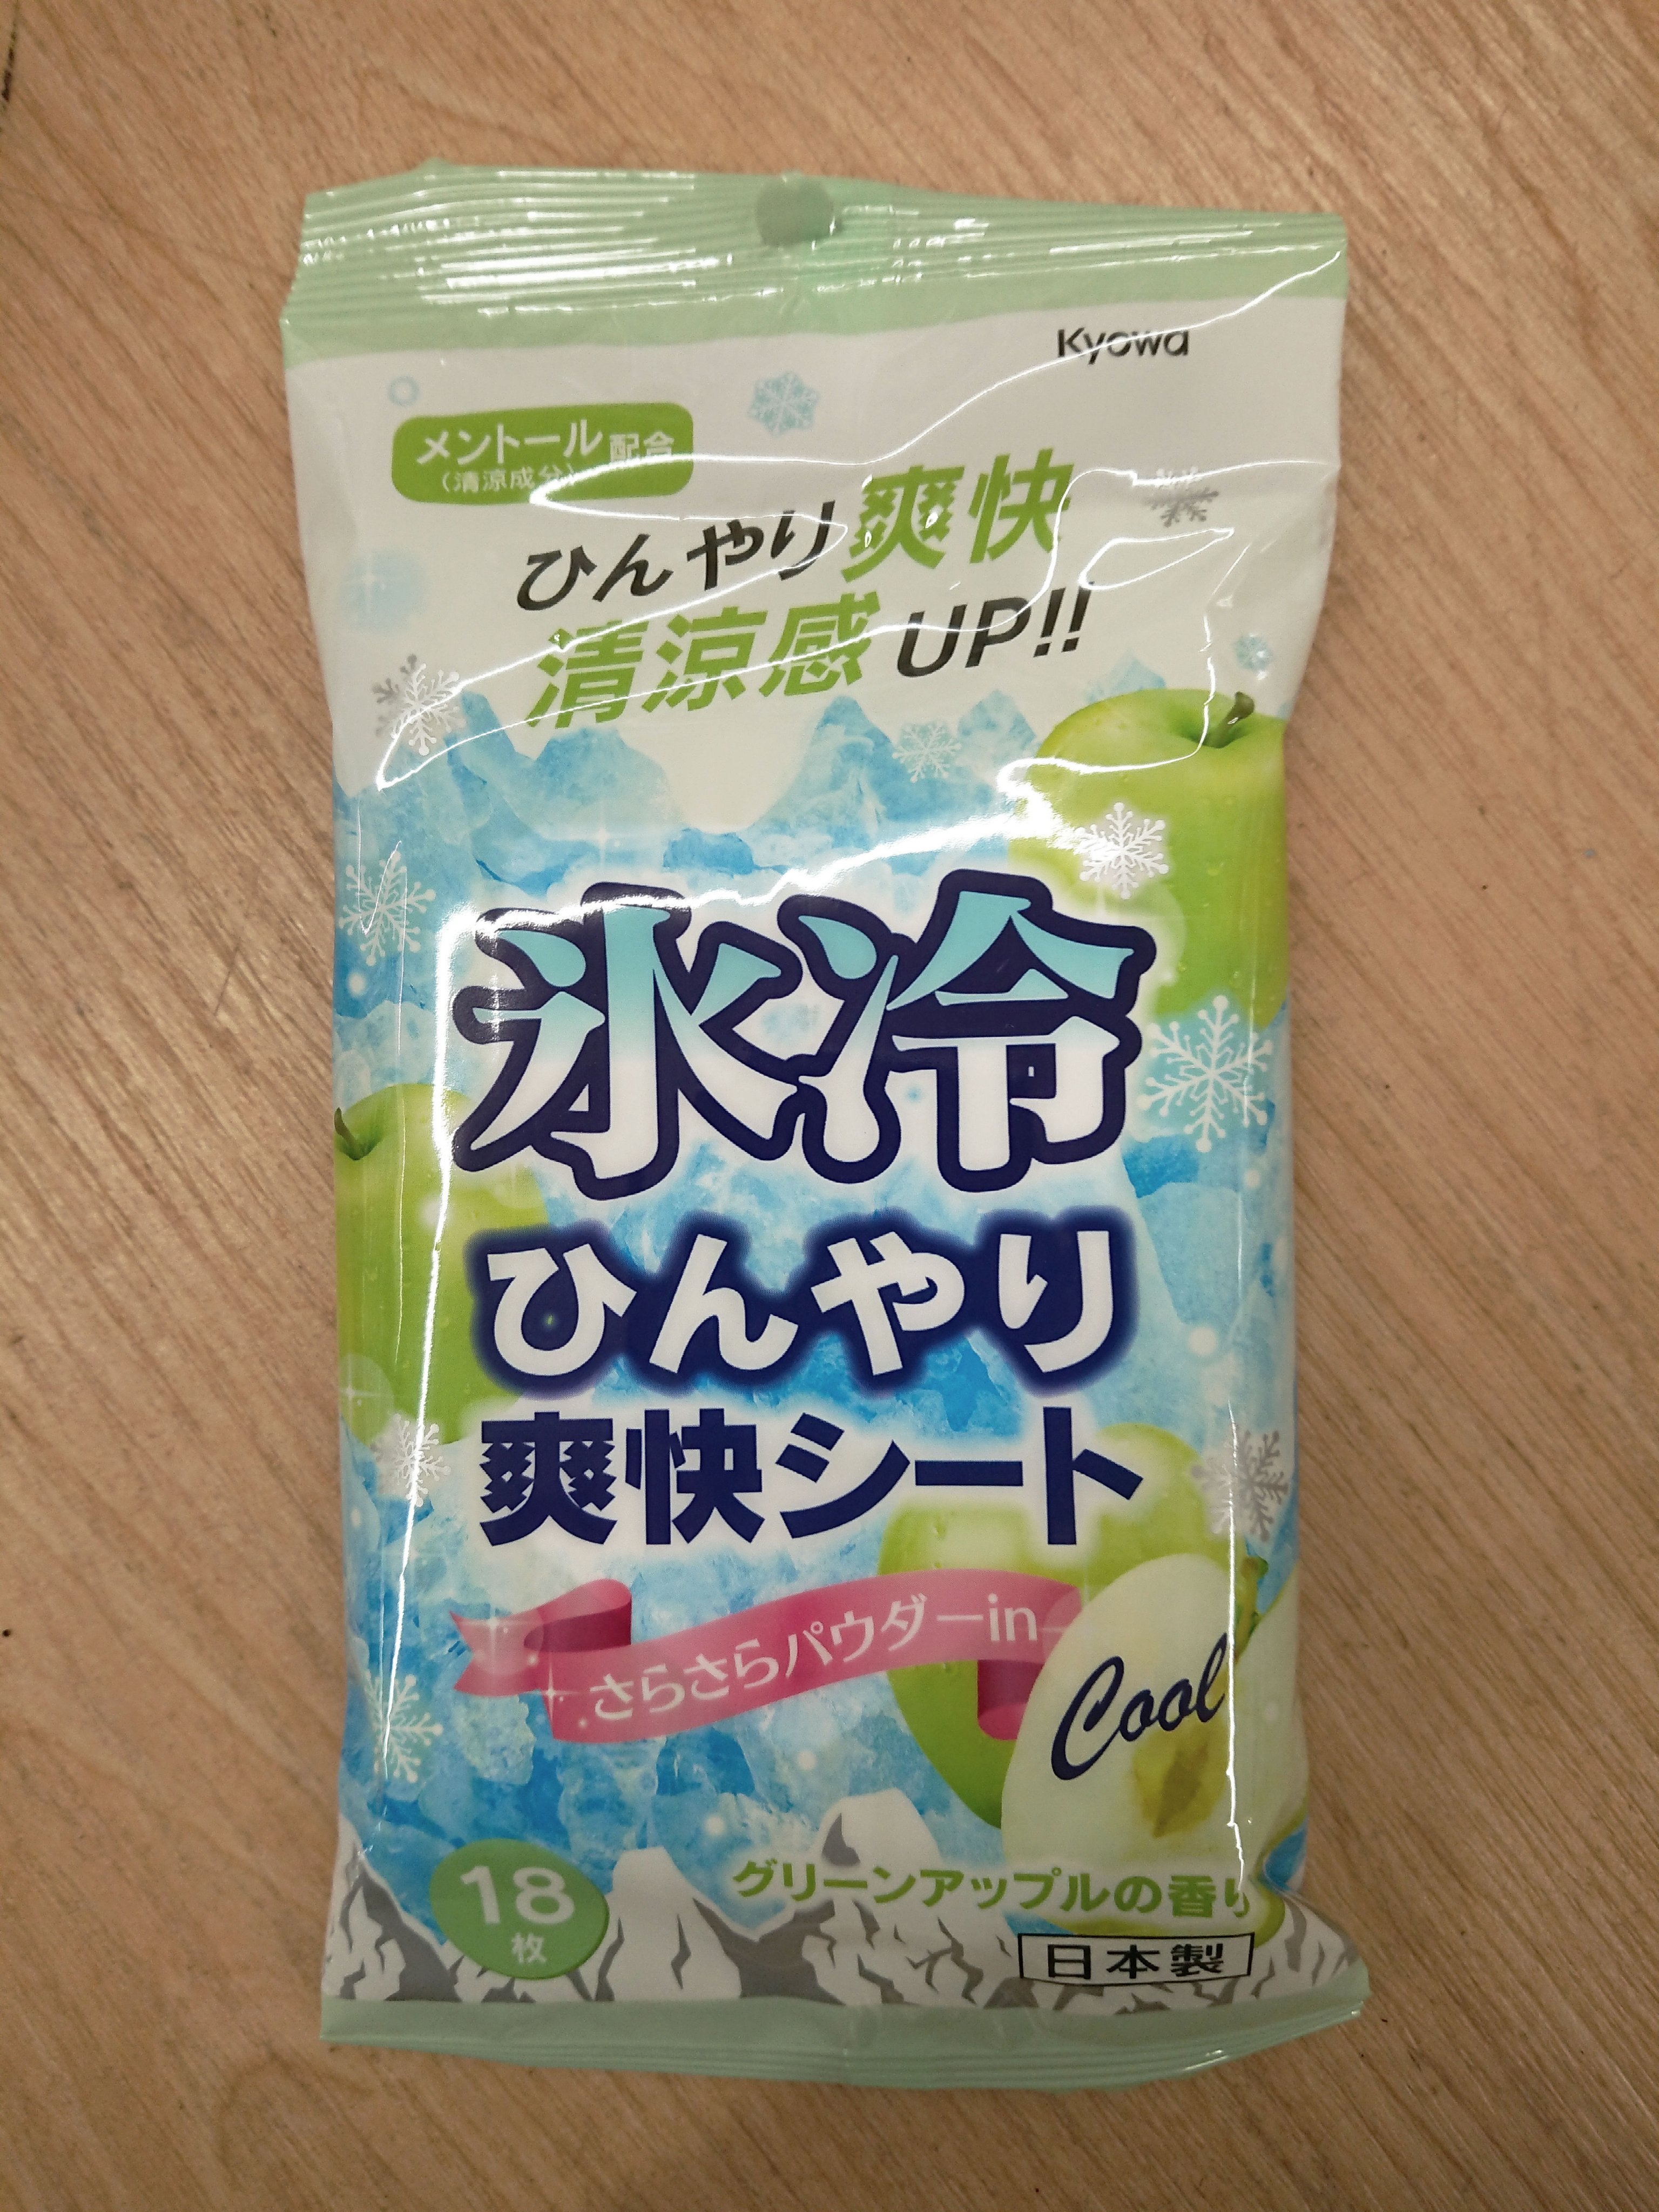 Kyowa
メントール配合
(清涼成分)
ひんやり爽快
清涼感UP!!
氷冷
ひんやり
爽快シート
さらさらパウダーin
Cool
グリーンアップルの香り
18
枚
日本製